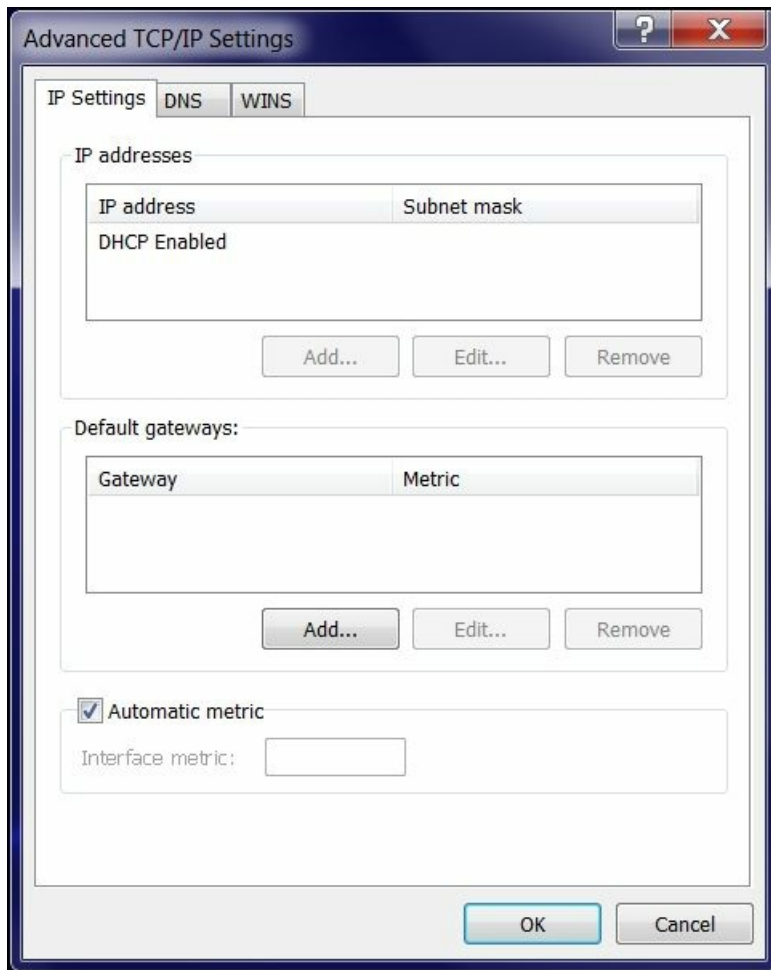 Advanced TCP/IP Settings
?
X
IP Settings DNS WINS
IP addresses
IP address Subnet mask
DHCP Enabled
Add... Edit... Remove
Default gateways:
Gateway Metric
Add... Edit... Remove
Automatic metric
Interface metric:
OK Cancel